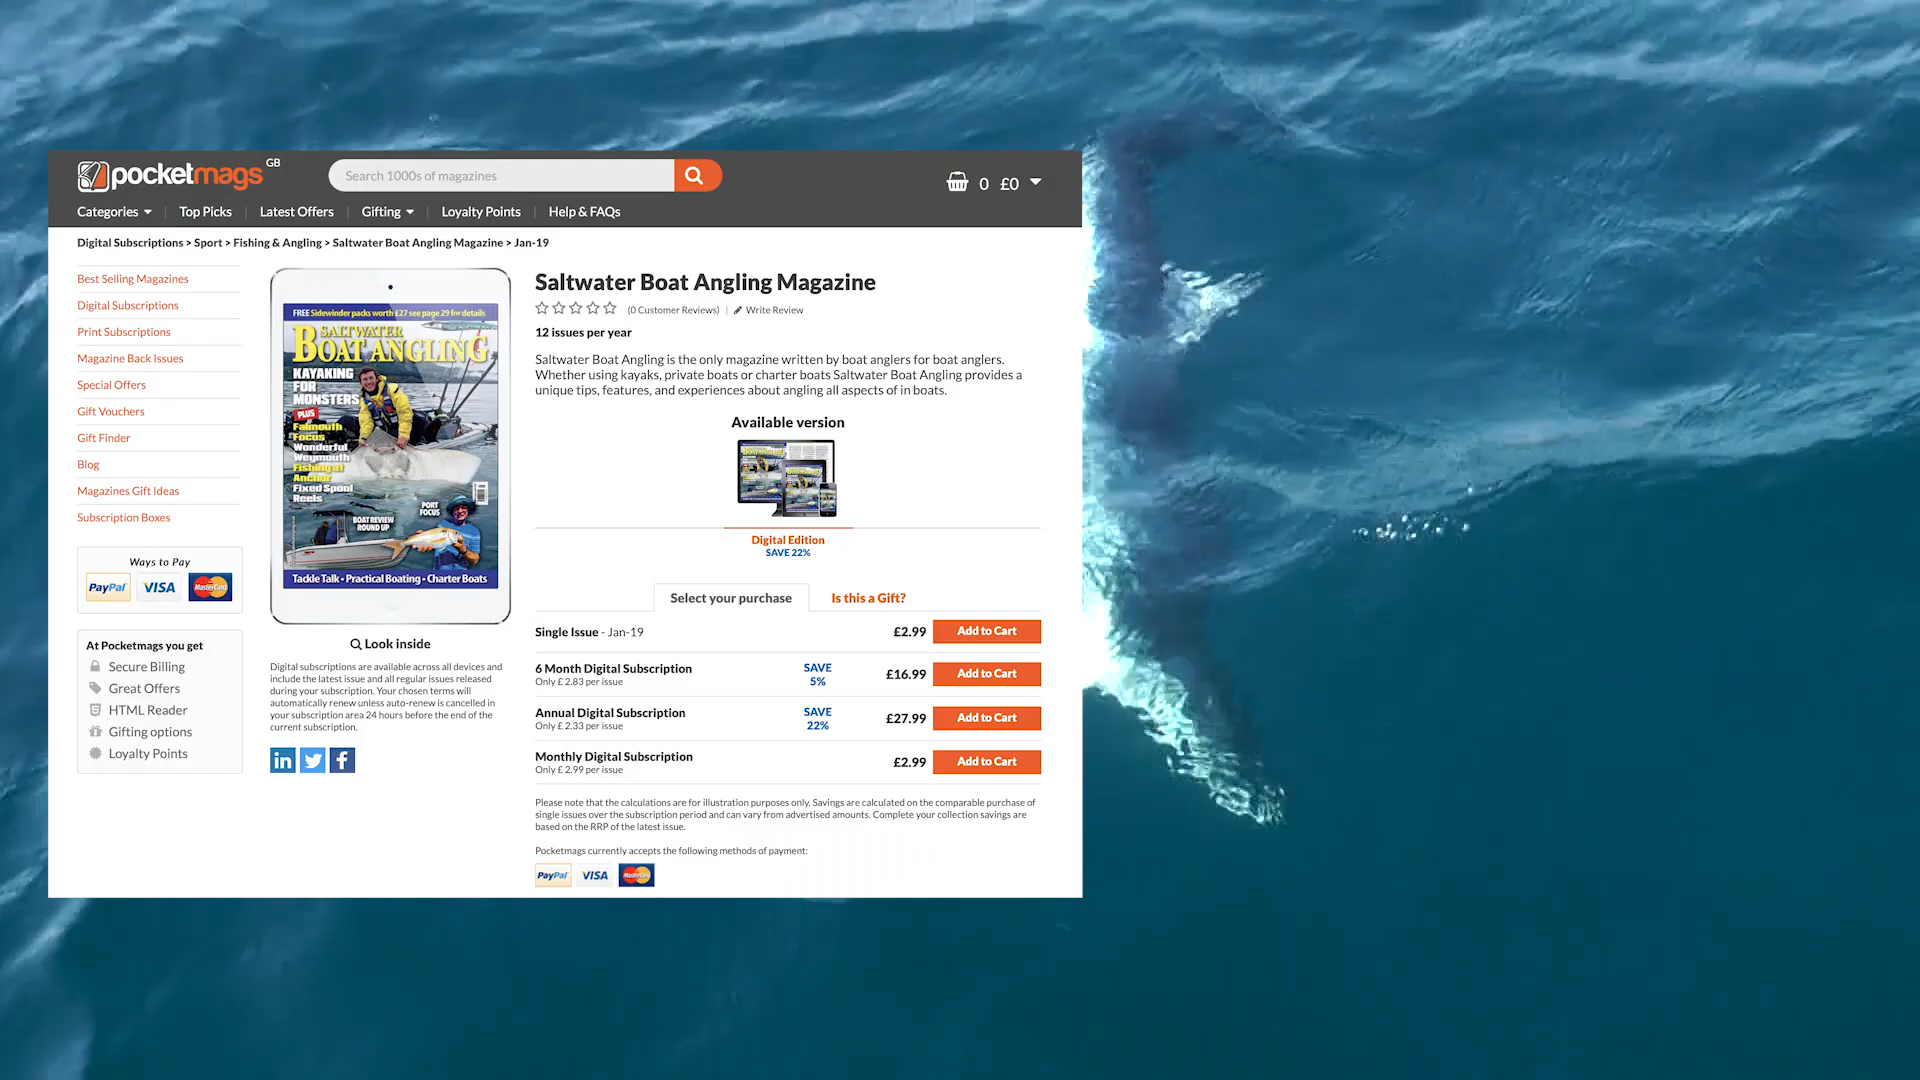 pocketmags GB
Search 1000s of magazines
0 £0
Categories
Top Picks
Latest Offers
Gifting
Loyalty Points
Help & FAQs
Digital Subscriptions > Sport > Fishing & Angling > Saltwater Boat Angling Magazine > Jan-19
Best Selling Magazines
Digital Subscriptions
Print Subscriptions
Magazine Back Issues
Special Offers
Gift Vouchers
Gift Finder
Blog
Magazines Gift Ideas
Subscription Boxes
Ways to Pay
PayPal VISA MasterCard
At Pocketmags you get
Secure Billing
Great Offers
HTML Reader
Gifting options
Loyalty Points
FREE Sidewinder packs worth £27 see page 29 for details
SALTWATER
BOAT ANGLING
KAYAKING
FOR
MONSTERS
PLUS
Falmouth
Focus
Wonderful
Weymouth
Fishing at
Anchor
Fixed Spool
Reels
BOAT REVIEW
ROUND UP
PORT
FOCUS
Tackle Talk • Practical Boating • Charter Boats
Look inside
Digital subscriptions are available across all devices and
include the latest issue and all regular issues released
during your subscription. Your chosen terms will
automatically renew unless auto-renew is cancelled in
your subscription area 24 hours before the end of the
current subscription.
Saltwater Boat Angling Magazine
(0 Customer Reviews) | Write Review
12 issues per year
Saltwater Boat Angling is the only magazine written by boat anglers for boat anglers.
Whether using kayaks, private boats or charter boats Saltwater Boat Angling provides a
unique tips, features, and experiences about angling all aspects of in boats.
Available version
Digital Edition
SAVE 22%
Select your purchase
Is this a Gift?
Single Issue - Jan-19 £2.99 Add to Cart
6 Month Digital Subscription SAVE 5% £16.99 Add to Cart
Only £ 2.83 per issue
Annual Digital Subscription SAVE 22% £27.99 Add to Cart
Only £ 2.33 per issue
Monthly Digital Subscription £2.99 Add to Cart
Only £ 2.99 per issue
Please note that the calculations are for illustration purposes only. Savings are calculated on the comparable purchase of
single issues over the subscription period and can vary from advertised amounts. Complete your collection savings are
based on the RRP of the latest issue.
Pocketmags currently accepts the following methods of payment:
PayPal VISA MasterCard